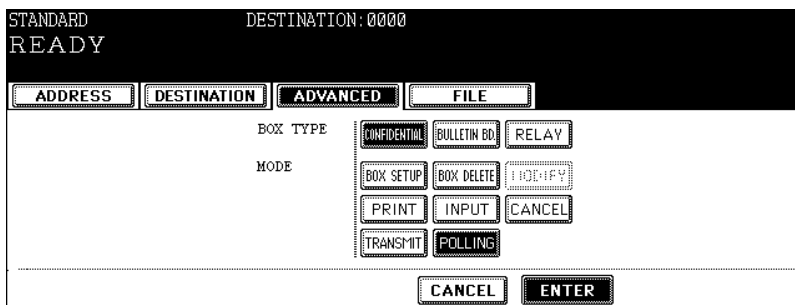 STANDARD DESTINATION:0000
READY
ADDRESS DESTINATION ADVANCED FILE
BOX TYPE CONFIDENTIAL BULLETIN BD. RELAY
MODE BOX SETUP BOX DELETE MODIFY
PRINT INPUT CANCEL
TRANSMIT POLLING
CANCEL ENTER